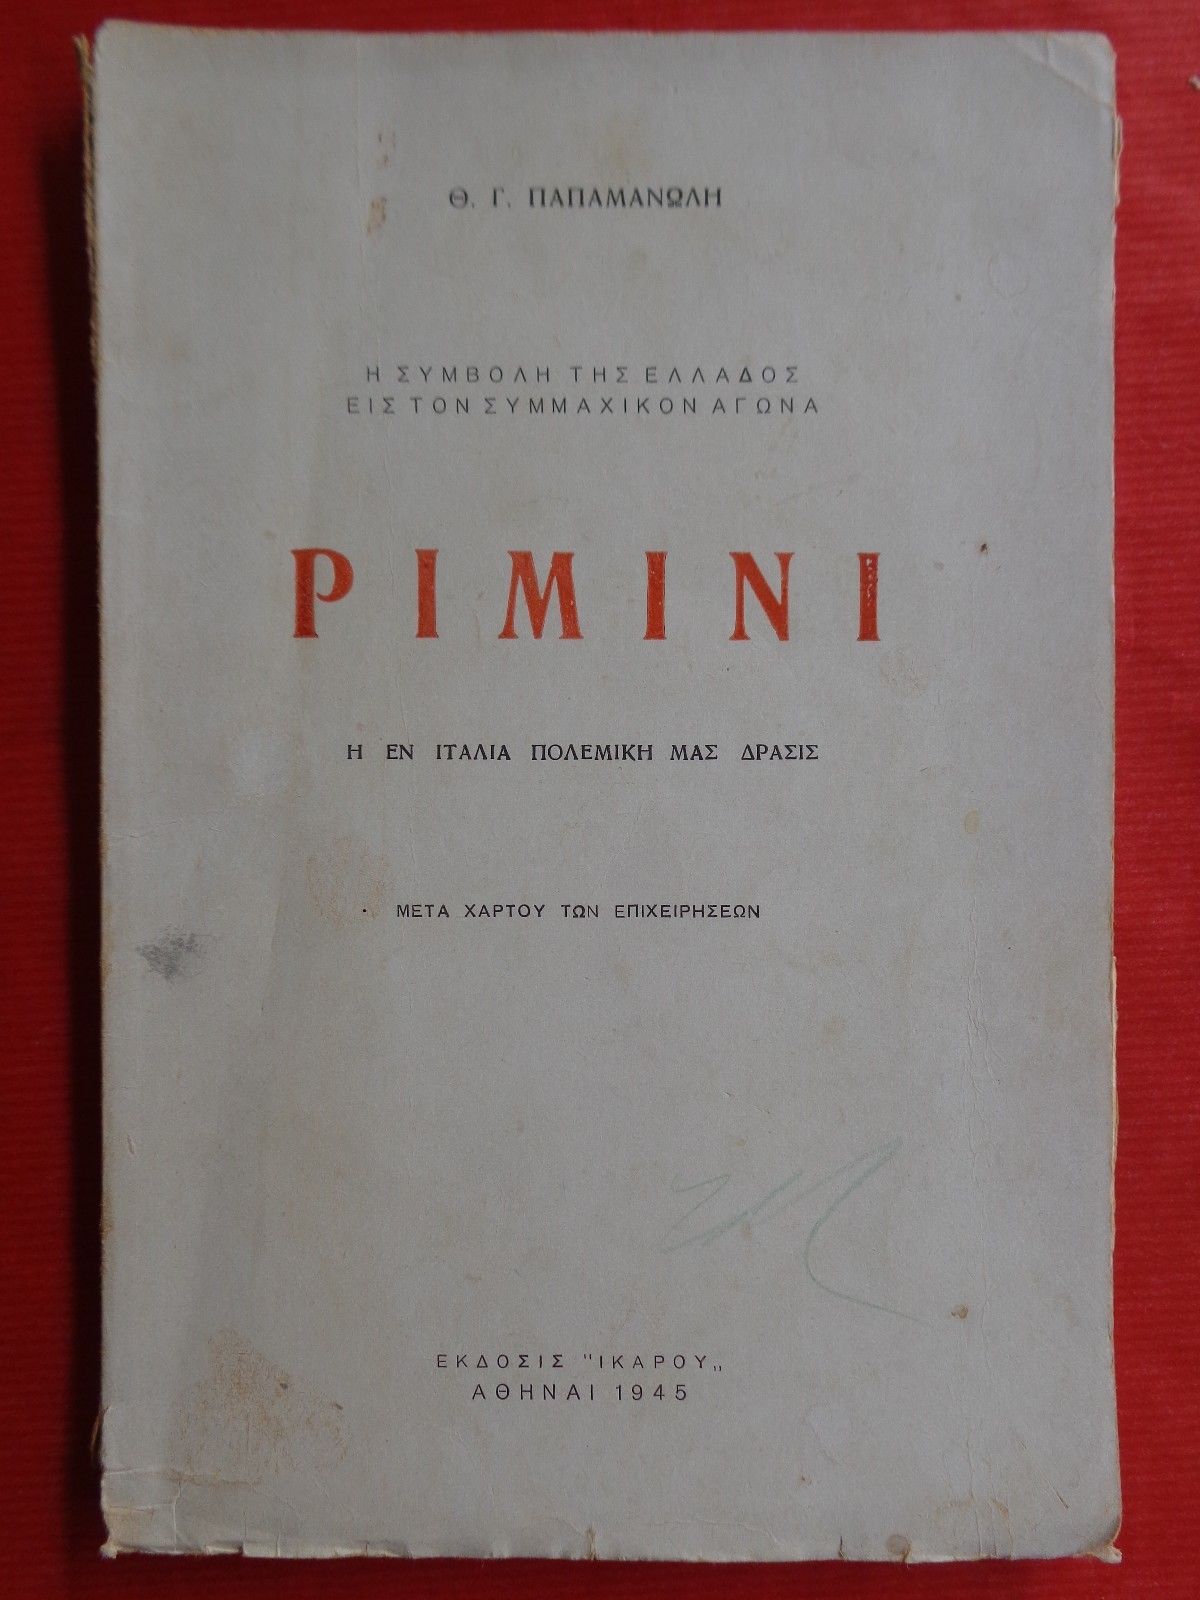 Θ. Γ. ΠΑΠΑΜΑΝΩΛΗ
Η ΣΥΜΒΟΛΗ ΤΗΣ ΕΛΛΑΔΟΣ
ΕΙΣ ΤΟΝ ΣΥΜΜΑΧΙΚΟΝ ΑΓΩΝΑ
ΡΙΜΙΝΙ
Η ΕΝ ΙΤΑΛΙΑ ΠΟΛΕΜΙΚΗ ΜΑΣ ΔΡΑΣΙΣ
ΜΕΤΑ ΧΑΡΤΟΥ ΤΩΝ ΕΠΙΧΕΙΡΗΣΕΩΝ
ΕΚΔΟΣΙΣ "ΙΚΑΡΟΥ„
ΑΘΗΝΑΙ 1945